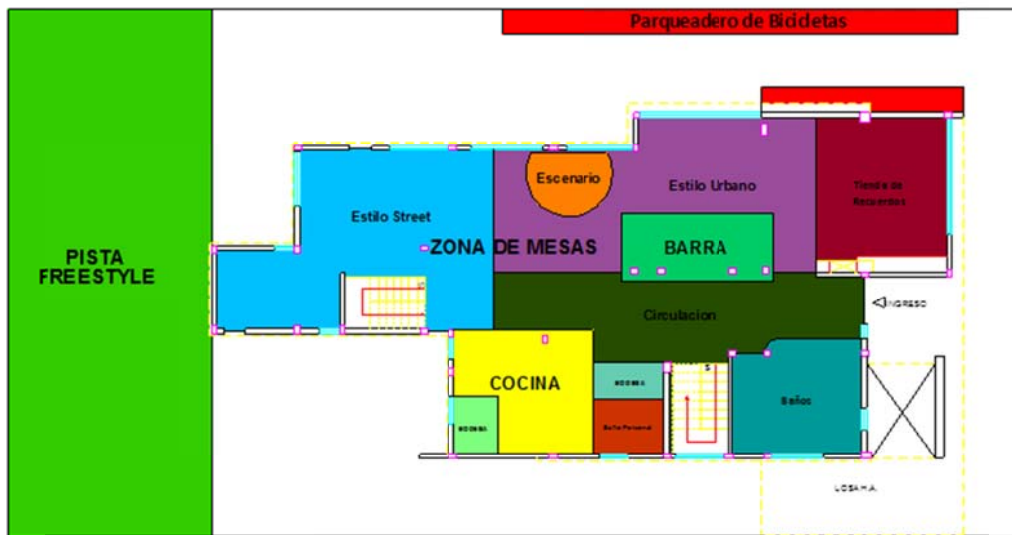 Parqueadero de Bicicletas
Escenario
Estilo Urbano
Tienda de
Recuerdos
Estilo Street
ZONA DE MESAS
BARRA
PISTA
FREESTYLE
INGRESO
Circulacion
COCINA
BODEGA
S
Baños
BODEGA
Baño Personal